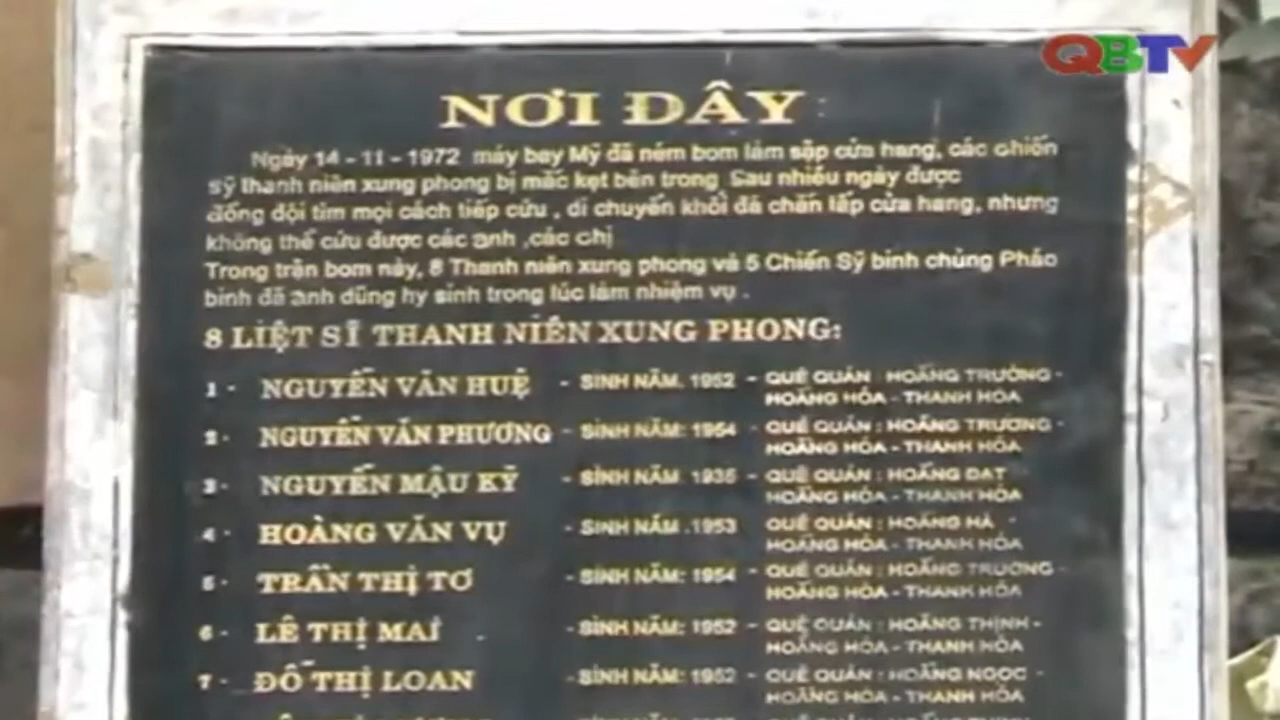 QBTV
NƠI ĐÂY
Ngày 14 - 11 - 1972 máy bay Mỹ đã ném bom làm sập cửa hang, các chiến
sỹ thanh niên xung phong bị mắc kẹt bên trong. Sau nhiều ngày được
đồng đội tìm mọi cách tiếp cứu , di chuyển khối đá chắn lấp cửa hang, nhưng
không thể cứu được các anh ,các chị
Trong trận bom này, 8 Thanh niên xung phong và 5 Chiến Sỹ binh chủng Pháo
binh đã anh dũng hy sinh trong lúc làm nhiệm vụ .
8 LIỆT SĨ THANH NIÊN XUNG PHONG:
1 - NGUYỄN VĂN HUỆ - SINH NĂM. 1952 - QUÊ QUÁN : HOẰNG TRƯỜNG -
HOẰNG HÓA - THANH HÓA
2 - NGUYỄN VĂN PHƯƠNG - SINH NĂM: 1954 - QUÊ QUÁN : HOẰNG TRƯỜNG -
HOẰNG HÓA - THANH HÓA
3 - NGUYỄN MẬU KỸ - SINH NĂM 1935 - QUÊ QUÁN : HOẰNG ĐẠT
HOẰNG HÓA - THANH HÓA
4 - HOÀNG VĂN VỤ - SINH NĂM .1953 QUÊ QUÁN : HOẰNG HÀ -
HOẰNG HÓA - THANH HÓA
5 - TRẦN THỊ TƠ - SINH NĂM: 1954 - QUÊ QUÁN : HOẰNG TRƯỜNG -
HOẰNG HÓA - THANH HÓA
6 - LÊ THỊ MAI - SINH NĂM: 1952 - QUÊ QUÁN : HOẰNG THỊNH -
HOẰNG HÓA - THANH HÓA
7 - ĐỖ THỊ LOAN - SINH NĂM: 1952 - QUÊ QUÁN : HOẰNG NGỌC -
HOẰNG HÓA - THANH HÓA